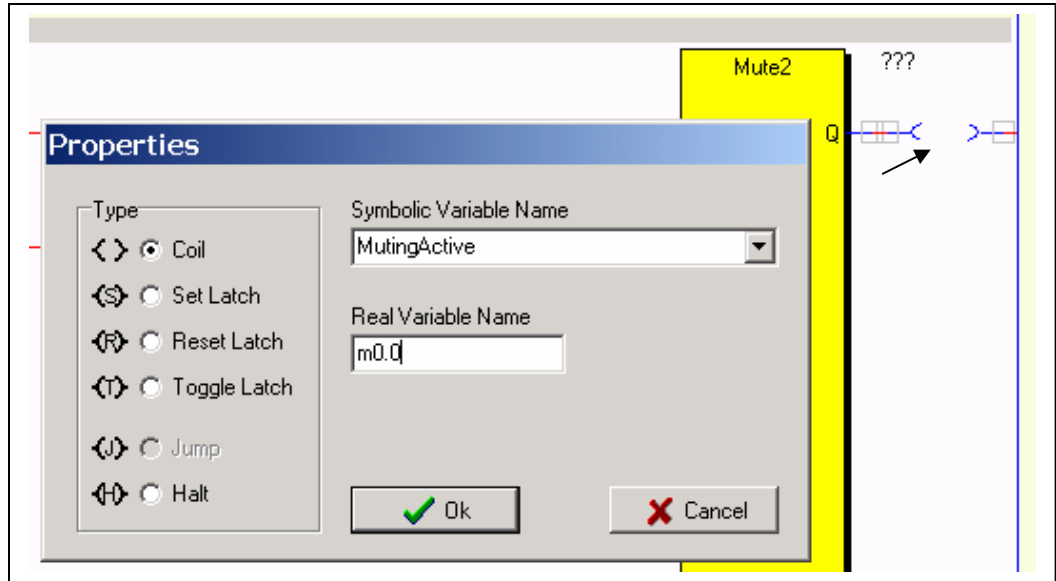 Mute2
???
Q
Properties
Type
Coil
(S) Set Latch
(R) Reset Latch
(T) Toggle Latch
(J) Jump
(H) Halt
Symbolic Variable Name
MutingActive
Real Variable Name
m0.0
Ok
Cancel